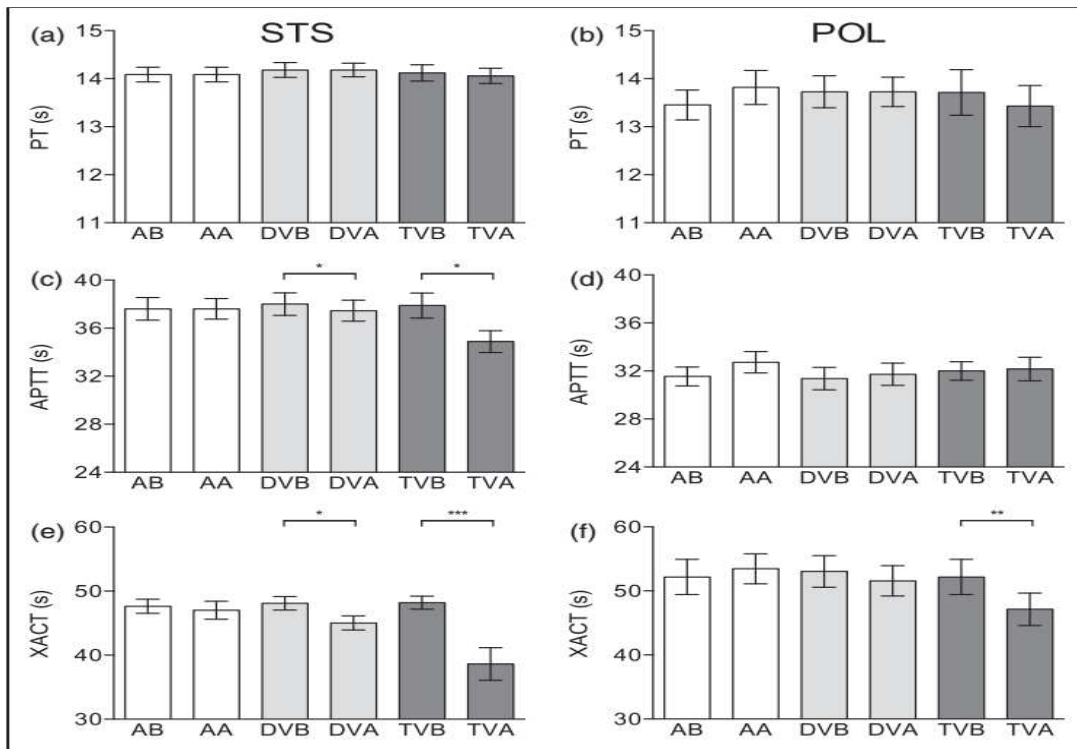 (a) STS
PT (s)
15
14
13
12
11
AB AA DVB DVA TVB TVA
(b) POL
PT (s)
15
14
13
12
11
AB AA DVB DVA TVB TVA
(c)
* *
APTT (s)
40
36
32
28
24
AB AA DVB DVA TVB TVA
(d)
APTT (s)
40
36
32
28
24
AB AA DVB DVA TVB TVA
(e)
* ***
XACT (s)
60
50
40
30
AB AA DVB DVA TVB TVA
(f)
**
XACT (s)
60
50
40
30
AB AA DVB DVA TVB TVA